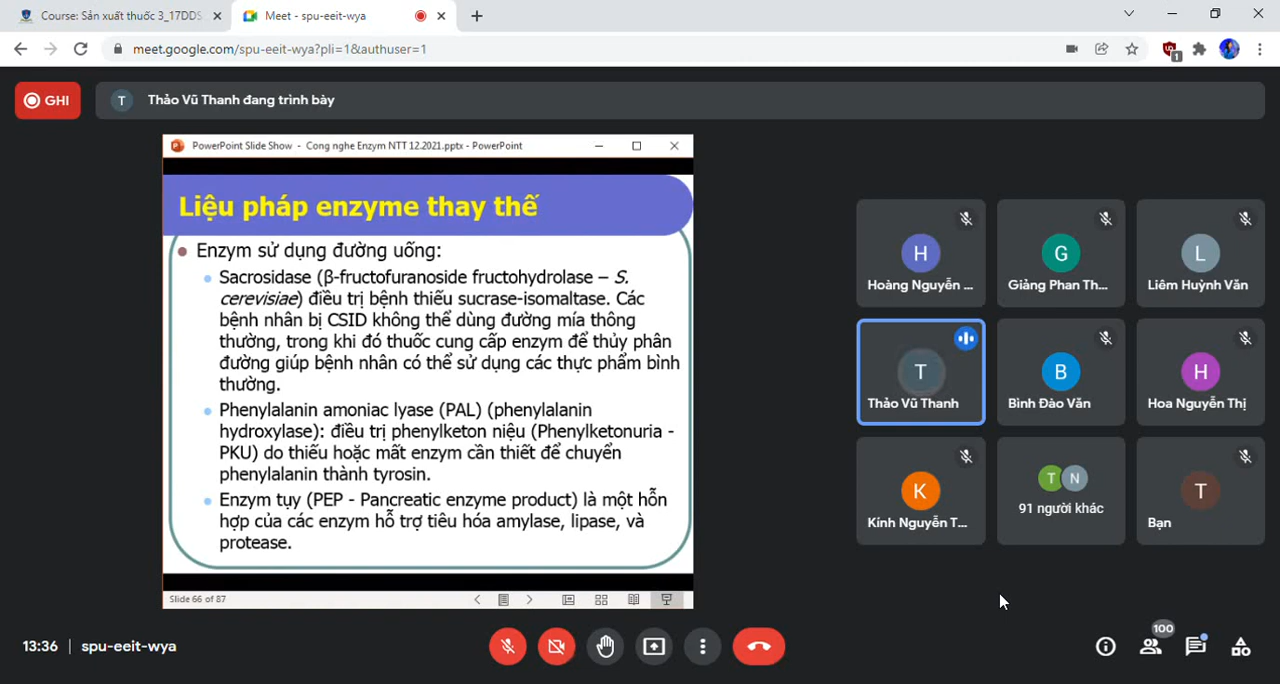 Course: Sản xuất thuốc 3_17DDS
Meet - spu-eeit-wya
meet.google.com/spu-eeit-wya?pli=1&authuser=1
1
GHI
T
Thảo Vũ Thanh đang trình bày
PowerPoint Slide Show - Cong nghe Enzym NTT 12.2021.pptx - PowerPoint
Liệu pháp enzyme thay thế
Enzym sử dụng đường uống:
Sacrosidase (β-fructofuranoside fructohydrolase – S.
cerevisiae) điều trị bệnh thiếu sucrase-isomaltase. Các
bệnh nhân bị CSID không thể dùng đường mía thông
thường, trong khi đó thuốc cung cấp enzym để thủy phân
đường giúp bệnh nhân có thể sử dụng các thực phẩm bình
thường.
Phenylalanin amoniac lyase (PAL) (phenylalanin
hydroxylase): điều trị phenylketon niệu (Phenylketonuria -
PKU) do thiếu hoặc mất enzym cần thiết để chuyển
phenylalanin thành tyrosin.
Enzym tụy (PEP - Pancreatic enzyme product) là một hỗn
hợp của các enzym hỗ trợ tiêu hóa amylase, lipase, và
protease.
Slide 66 of 87
H
Hoàng Nguyễn ...
G
Giảng Phan Th...
L
Liêm Huỳnh Văn
T
Thảo Vũ Thanh
B
Bình Đào Văn
H
Hoa Nguyễn Thị
K
Kính Nguyễn T...
T N
91 người khác
T
Bạn
13:36 | spu-eeit-wya
100